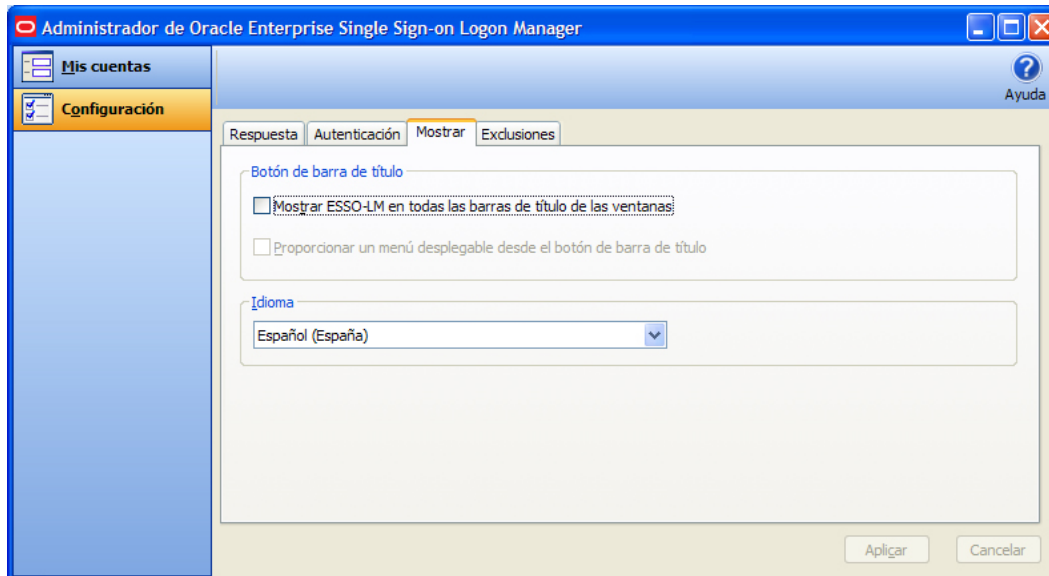 Administrador de Oracle Enterprise Single Sign-on Logon Manager
Mis cuentas
Configuración
Ayuda
Respuesta Autenticación Mostrar Exclusiones
Botón de barra de título
Mostrar ESSO-LM en todas las barras de título de las ventanas
Proporcionar un menú desplegable desde el botón de barra de título
Idioma
Español (España)
Aplicar Cancelar